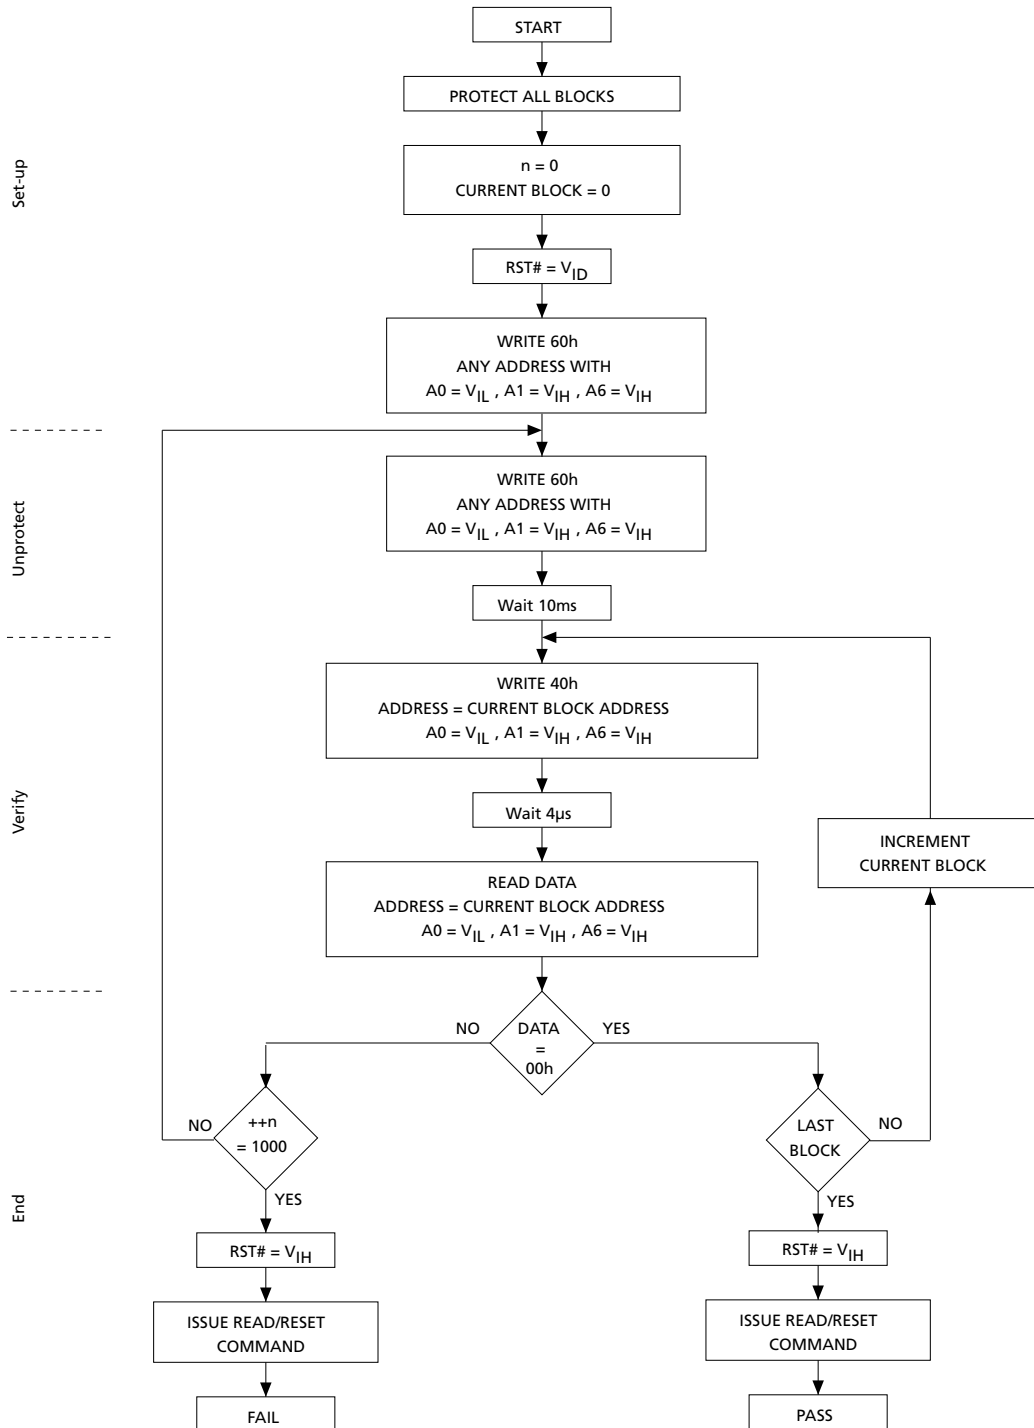 START
PROTECT ALL BLOCKS
n = 0
CURRENT BLOCK = 0
Set-up
RST# = VID
WRITE 60h
ANY ADDRESS WITH
A0 = VIL , A1 = VIH , A6 = VIH
WRITE 60h
ANY ADDRESS WITH
A0 = VIL , A1 = VIH , A6 = VIH
Unprotect
Wait 10ms
WRITE 40h
ADDRESS = CURRENT BLOCK ADDRESS
A0 = VIL , A1 = VIH , A6 = VIH
Verify
Wait 4µs
INCREMENT
CURRENT BLOCK
READ DATA
ADDRESS = CURRENT BLOCK ADDRESS
A0 = VIL , A1 = VIH , A6 = VIH
NO
DATA
=
00h
YES
NO
++n
= 1000
LAST
BLOCK
NO
End
YES
YES
RST# = VIH
RST# = VIH
ISSUE READ/RESET
COMMAND
ISSUE READ/RESET
COMMAND
FAIL
PASS